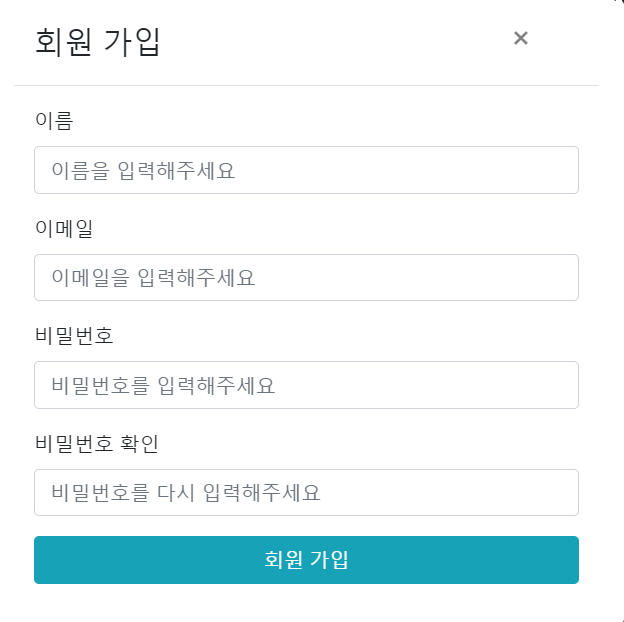 회원 가입
×
이름
이름을 입력해주세요
이메일
이메일을 입력해주세요
비밀번호
비밀번호를 입력해주세요
비밀번호 확인
비밀번호를 다시 입력해주세요
회원 가입